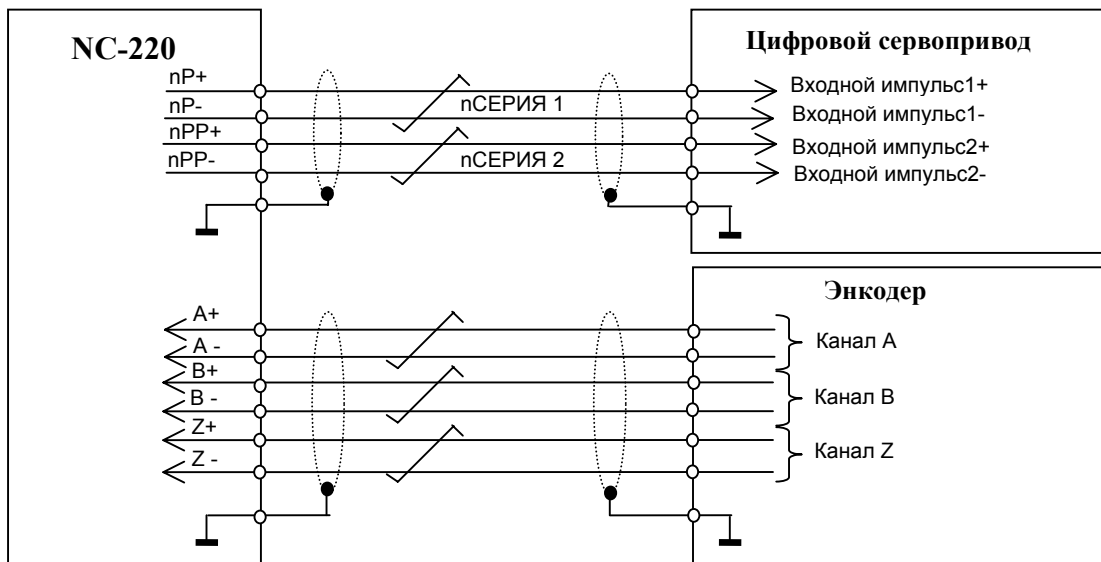 NC-220
Цифровой сервопривод
nP+
nСЕРИЯ 1
Входной импульс1+
nP-
Входной импульс1-
nPP+
nСЕРИЯ 2
Входной импульс2+
nPP-
Входной импульс2-
Энкодер
A+
A -
Канал A
B+
B -
Канал B
Z+
Z -
Канал Z